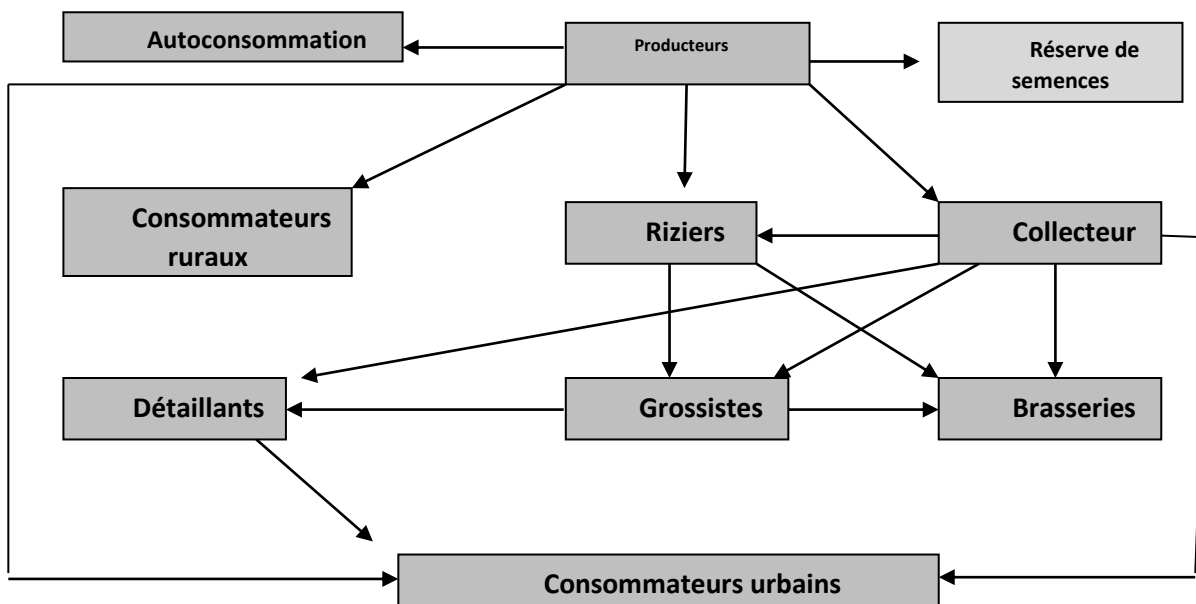 Autoconsommation
Producteurs
Réserve de
semences
Consommateurs
ruraux
Riziers
Collecteur
Détaillants
Grossistes
Brasseries
Consommateurs urbains